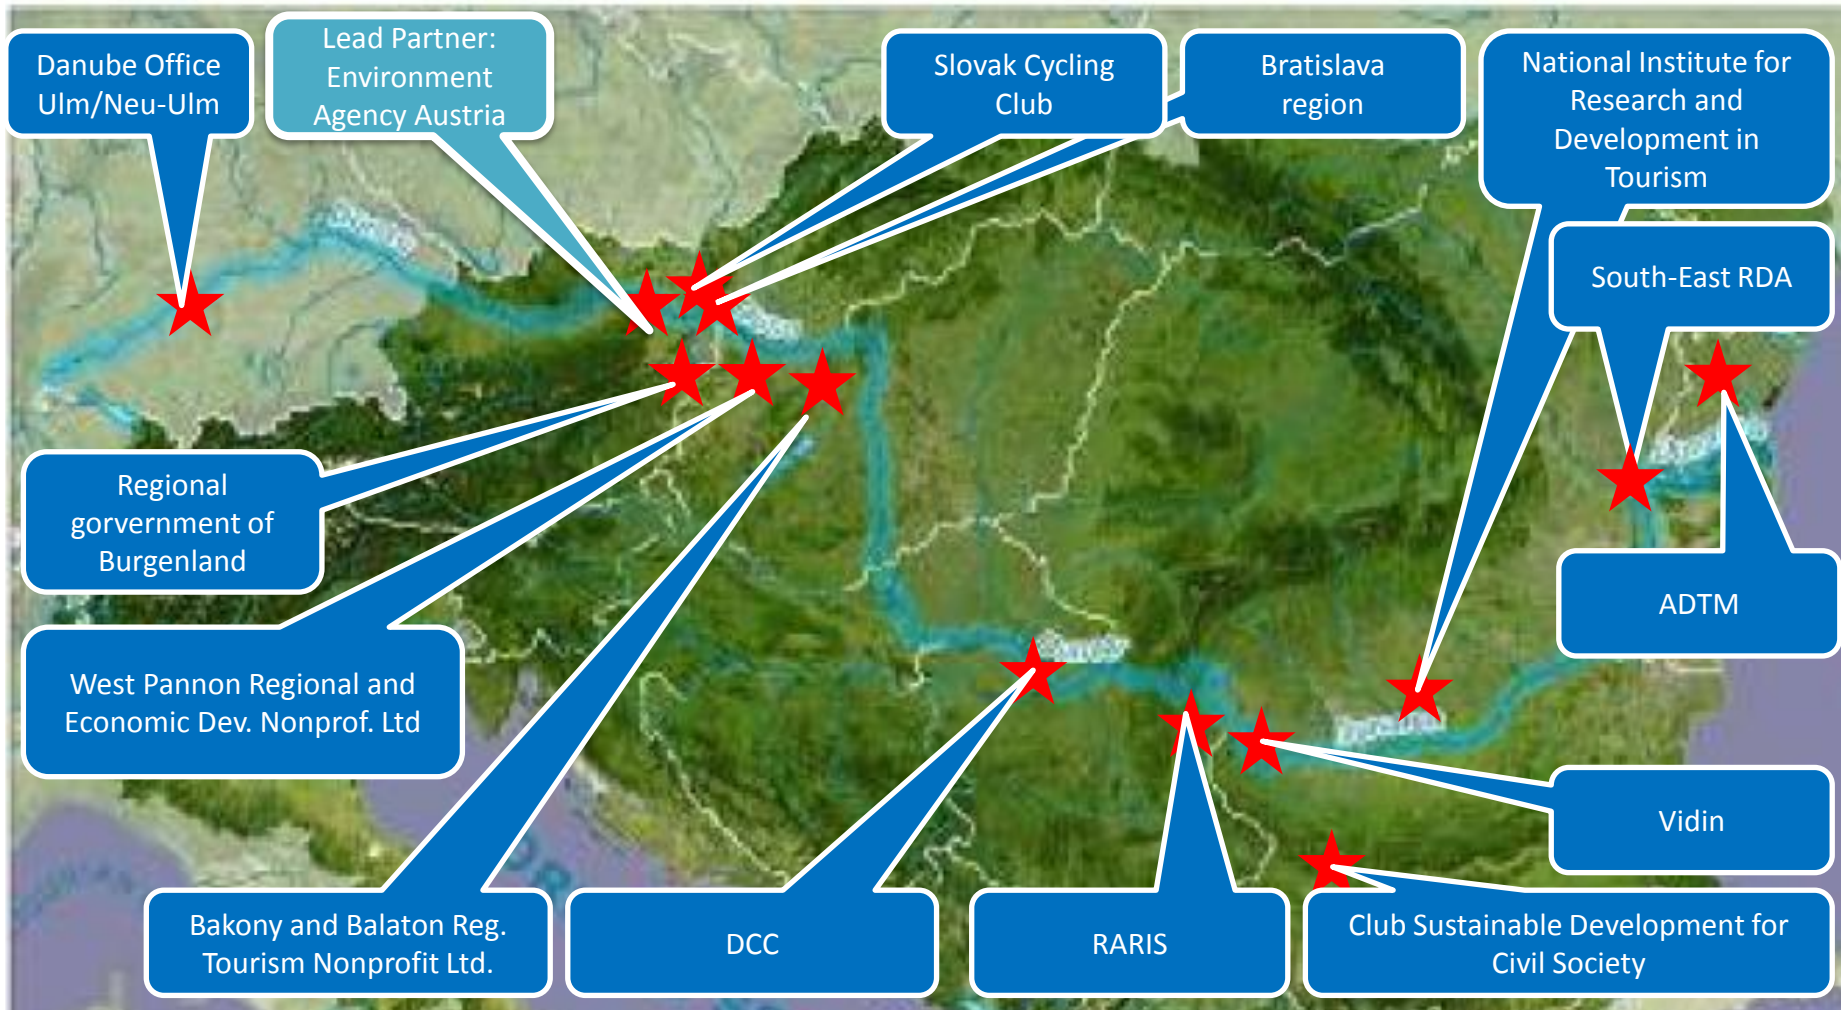 Danube Office
Ulm/Neu-Ulm
Lead Partner:
Environment
Agency Austria
Slovak Cycling
Club
Bratislava
region
National Institute for
Research and
Development in
Tourism
South-East RDA
ADTM
Regional
gorvernment of
Burgenland
West Pannon Regional and
Economic Dev. Nonprof. Ltd
Vidin
Bakony and Balaton Reg.
Tourism Nonprofit Ltd.
DCC
RARIS
Club Sustainable Development for
Civil Society